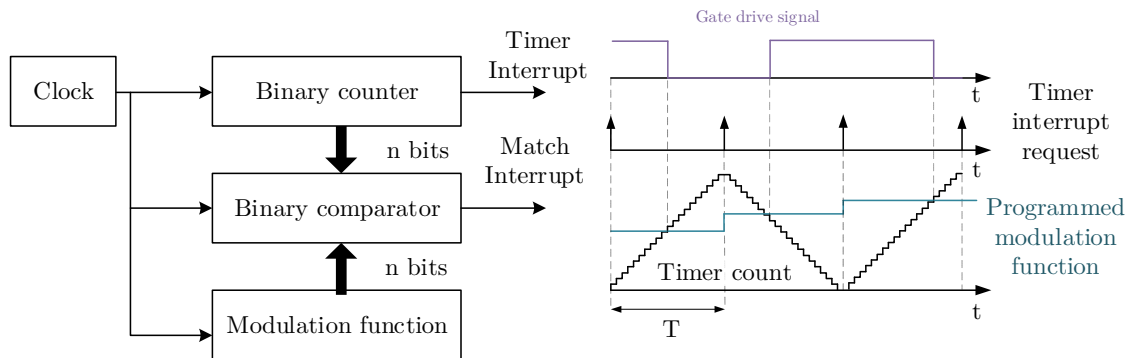 Clock
Binary counter
Timer
Interrupt
n bits
Binary comparator
Match
Interrupt
n bits
Modulation function
Gate drive signal
t
Timer
interrupt
request
t
Programmed
modulation
function
Timer count
t
T